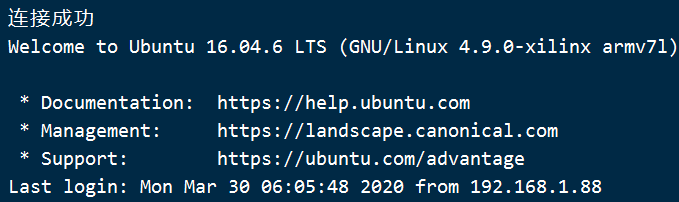 连接成功
Welcome to Ubuntu 16.04.6 LTS (GNU/Linux 4.9.0-xilinx armv7l)
* Documentation:  https://help.ubuntu.com
* Management:     https://landscape.canonical.com
* Support:        https://ubuntu.com/advantage
Last login: Mon Mar 30 06:05:48 2020 from 192.168.1.88